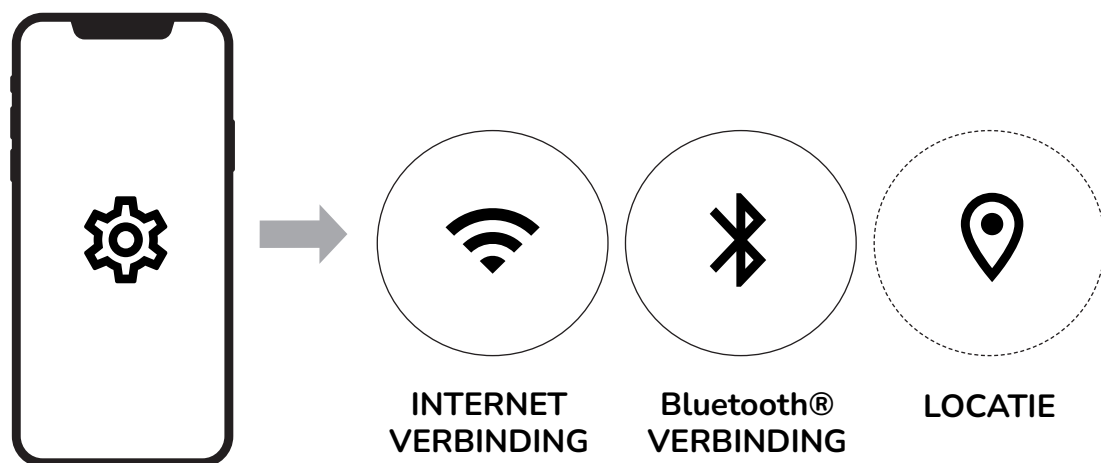 INTERNET
VERBINDING
Bluetooth®
VERBINDING
LOCATIE